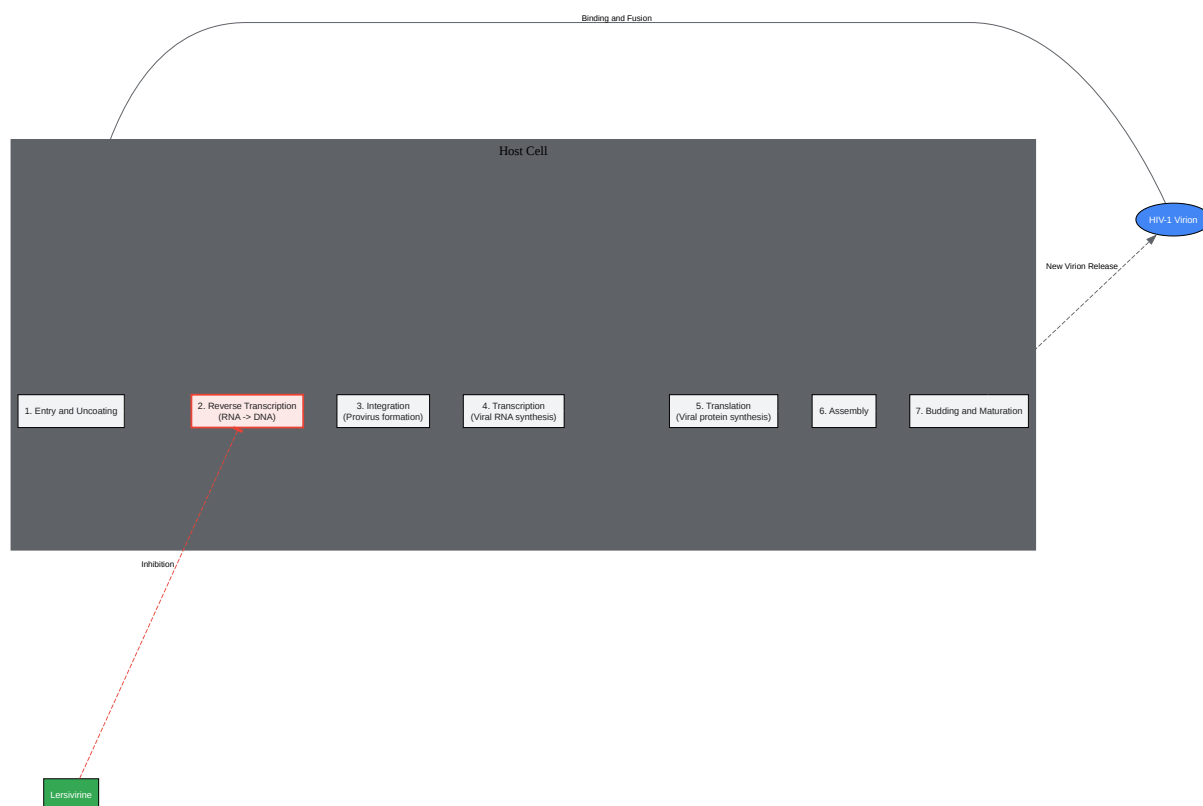 Binding and Fusion
Host Cell
HIV-1 Virion
New Virion Release
1. Entry and Uncoating
2. Reverse Transcription
(RNA -> DNA)
3. Integration
(Provirus formation)
4. Transcription
(Viral RNA synthesis)
5. Translation
(Viral protein synthesis)
6. Assembly
7. Budding and Maturation
Inhibition
Lersivirine